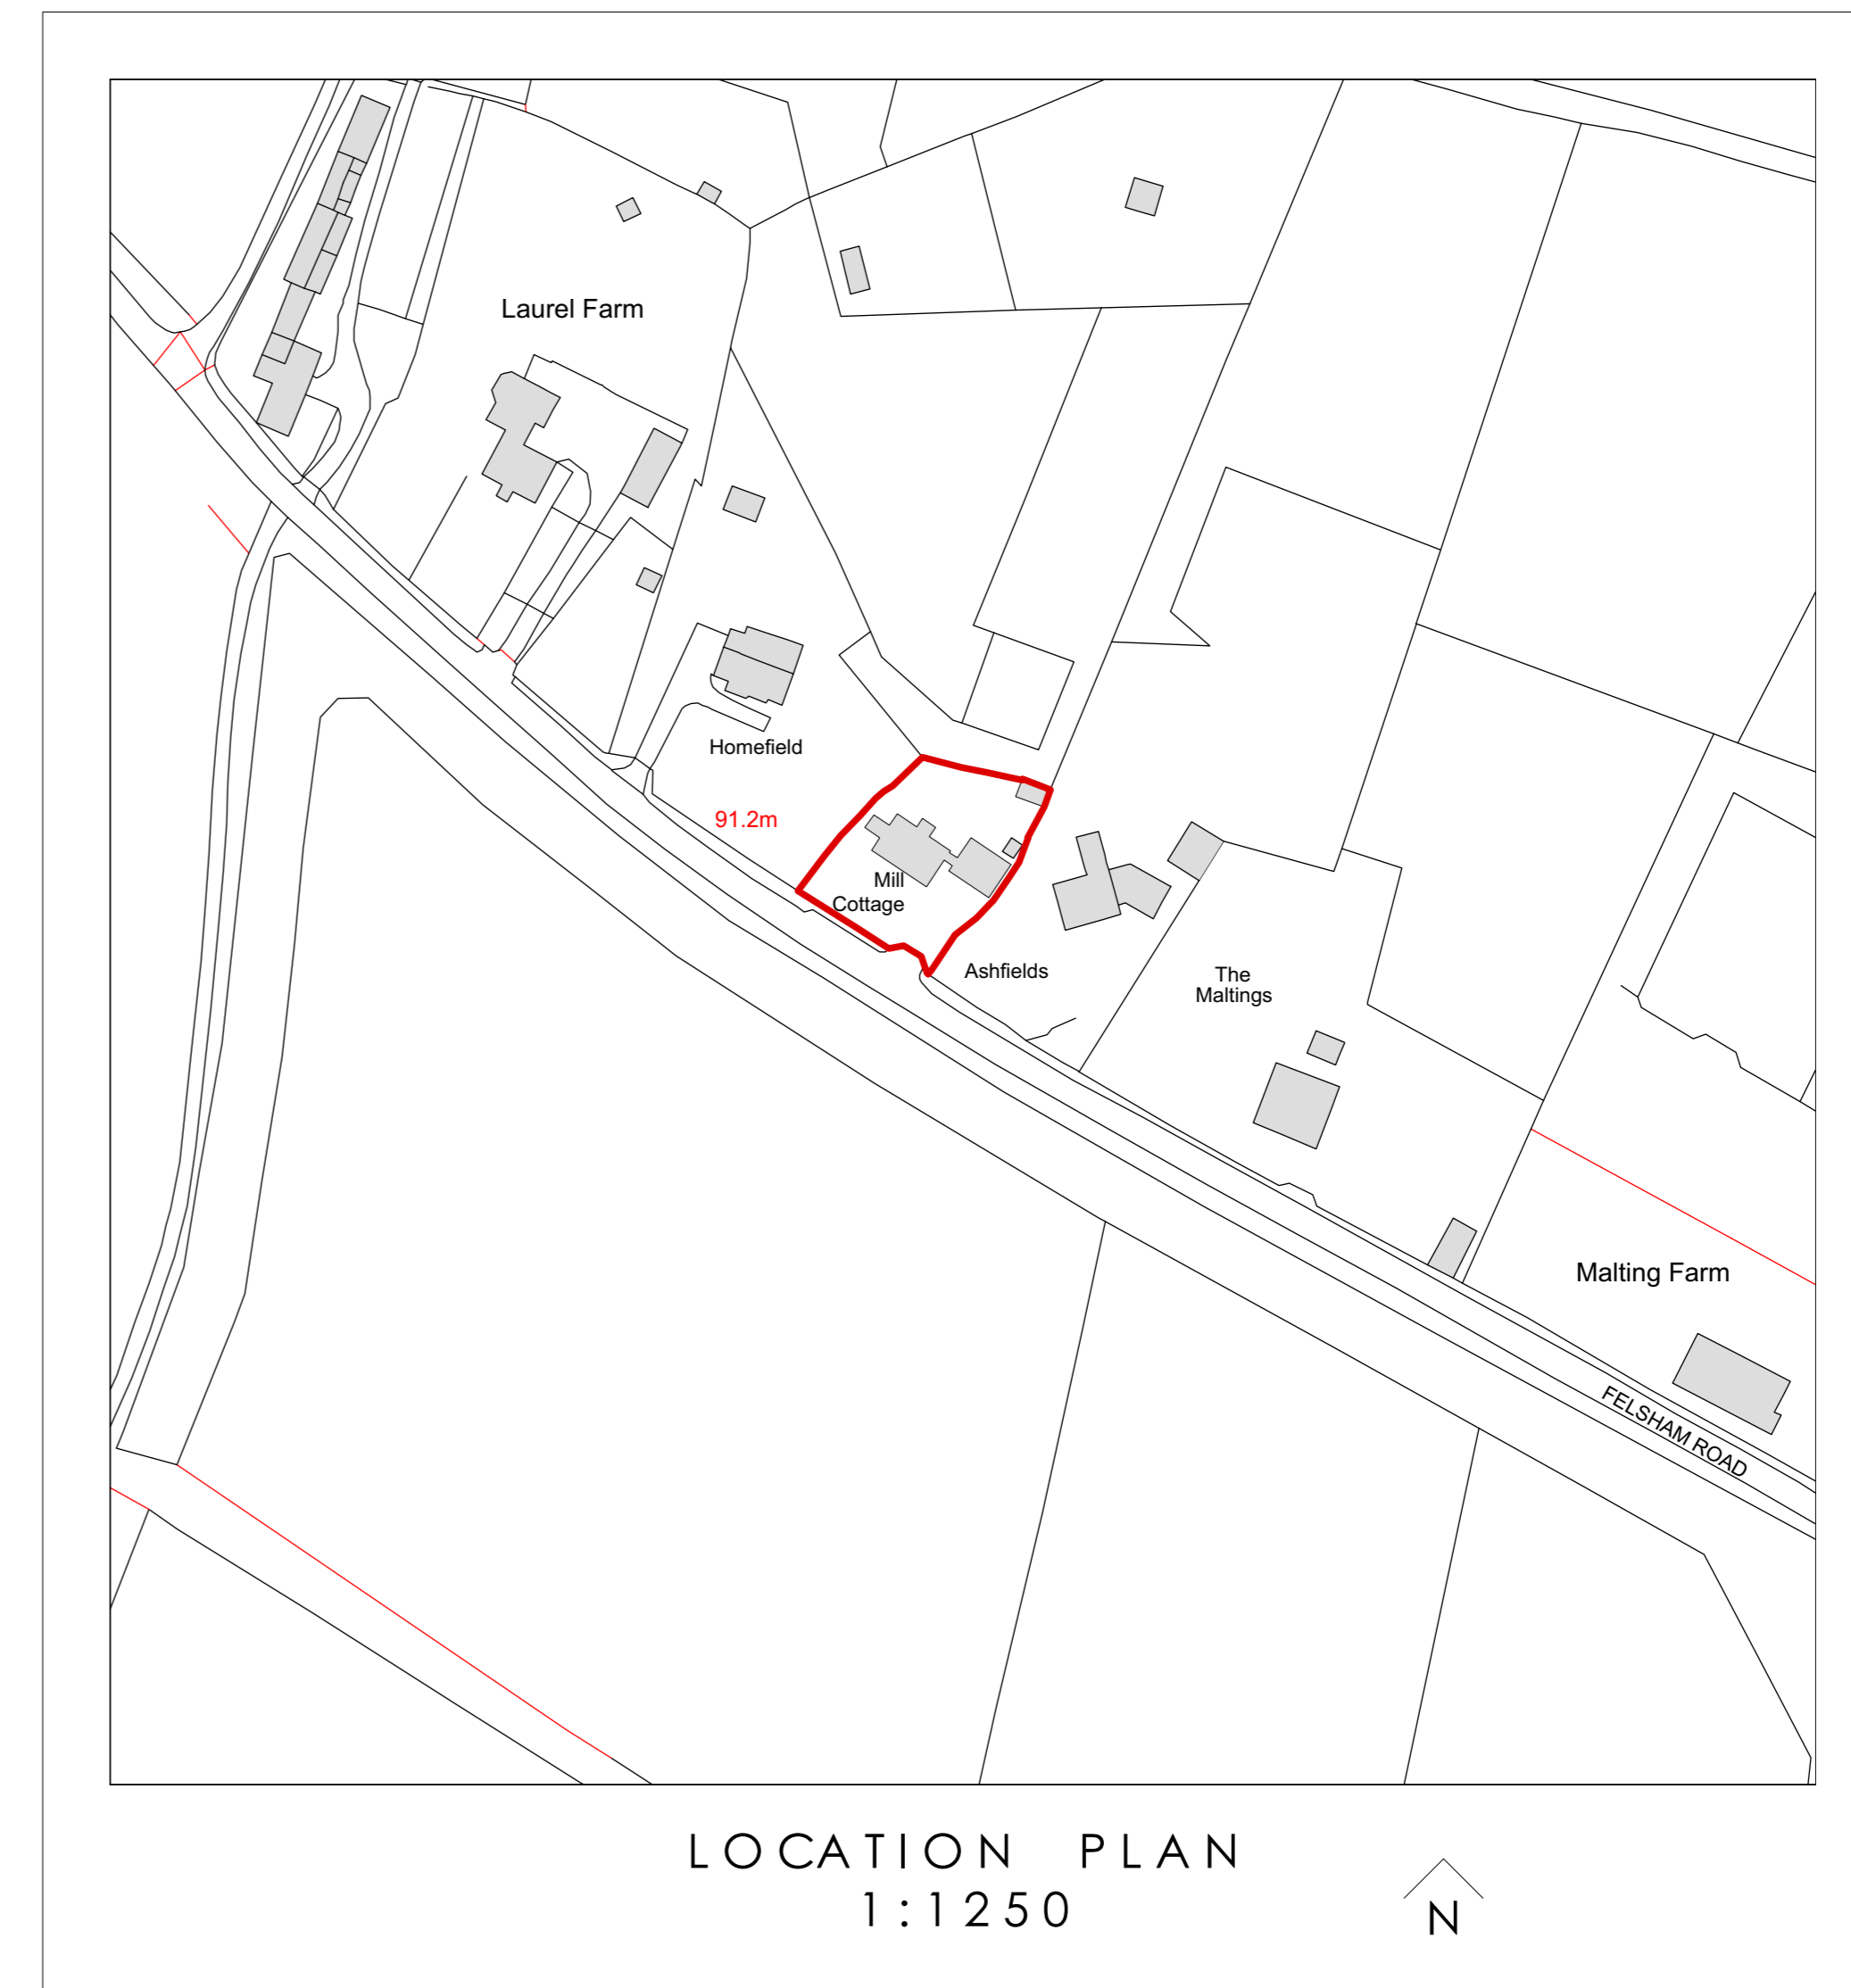 Laurel Farm
Homefield
91.2m
Mill
Cottage
Ashfields
The
Maltings
Malting Farm
FELSHAM ROAD
LOCATION PLAN
1:1250
N